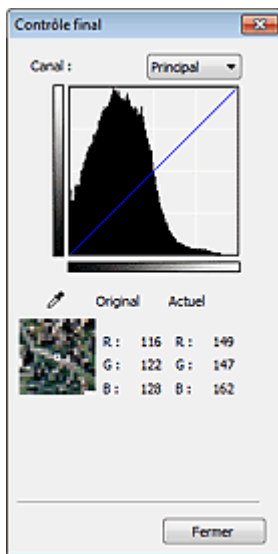 Contrôle final
Canal : Principal
Original Actuel
R : 116 R : 149
G : 122 G : 147
B : 128 B : 162
Fermer